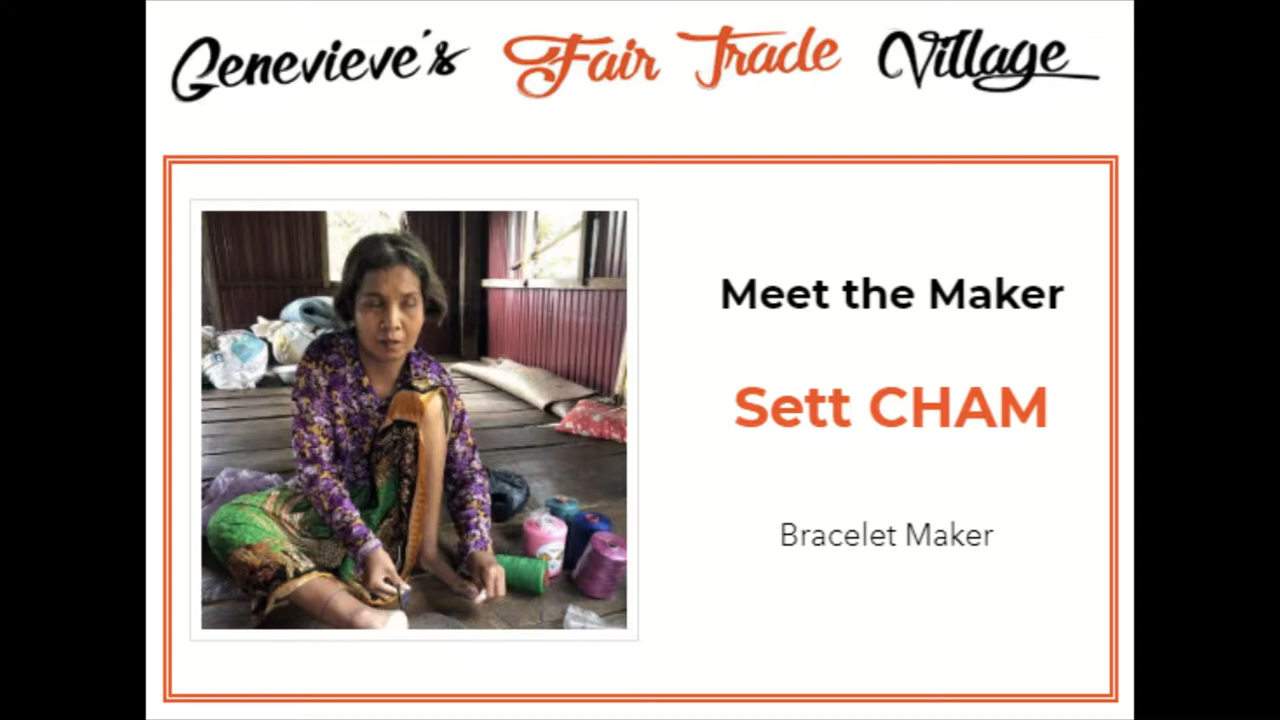 Genevieve's Fair Trade Village
Meet the Maker
Sett CHAM
Bracelet Maker